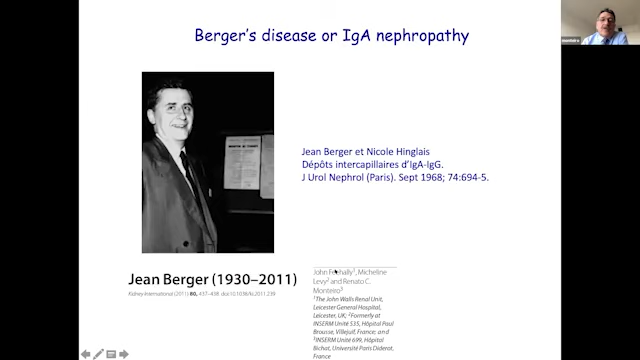 Berger's disease or IgA nephropathy
Jean Berger et Nicole Hinglais
Dépôts intercapillaires d'IgA-IgG.
J Urol Nephrol (Paris). Sept 1968; 74:694-5.
Jean Berger (1930–2011)
Kidney International (2011) 80, 437–438; doi:10.1038/ki.2011.239
John Feehally¹, Micheline
Levy² and Renato C.
Monteiro³
¹The John Walls Renal Unit,
Leicester General Hospital,
Leicester, UK; ²Formerly at
INSERM Unité 535, Hôpital Paul
Brousse, Villejuif, France; and
³INSERM Unité 699, Hôpital
Bichat, Université Paris Diderot,
France